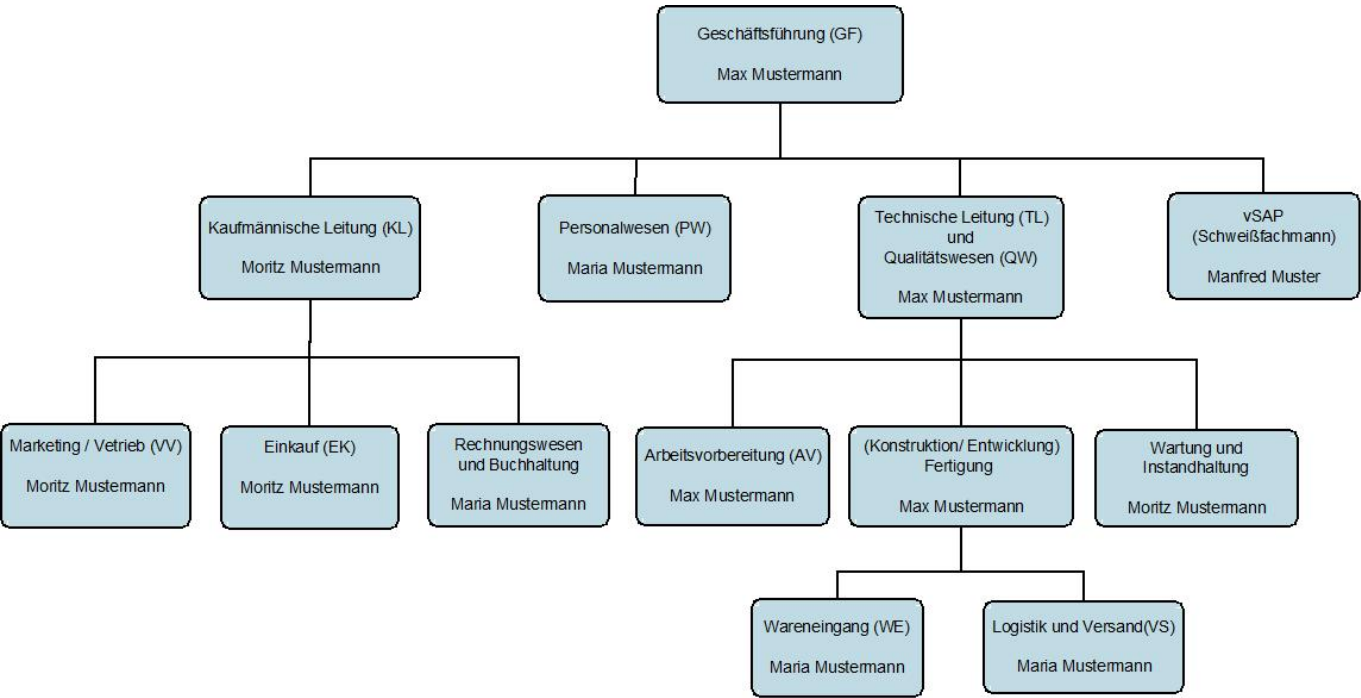 Geschäftsführung (GF)
Max Mustermann
Kaufmännische Leitung (KL)
Moritz Mustermann
Personalwesen (PW)
Maria Mustermann
Technische Leitung (TL)
und
Qualitätswesen (QW)
Max Mustermann
vSAP
(Schweißfachmann)
Manfred Muster
Marketing / Vetrieb (VV)
Moritz Mustermann
Einkauf (EK)
Moritz Mustermann
Rechnungswesen
und Buchhaltung
Maria Mustermann
Arbeitsvorbereitung (AV)
Max Mustermann
(Konstruktion/ Entwicklung)
Fertigung
Max Mustermann
Wartung und
Instandhaltung
Moritz Mustermann
Wareneingang (WE)
Maria Mustermann
Logistik und Versand(VS)
Maria Mustermann